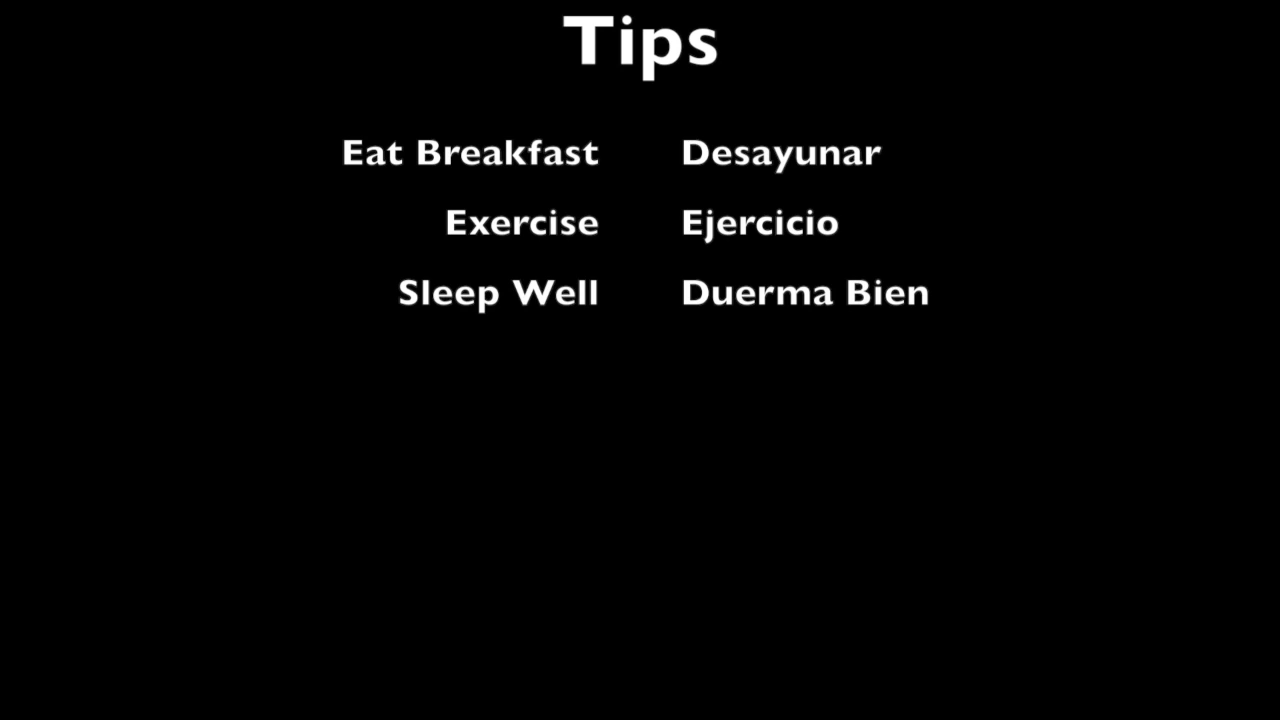 Tips
Eat Breakfast Desayunar
Exercise Ejercicio
Sleep Well Duerma Bien